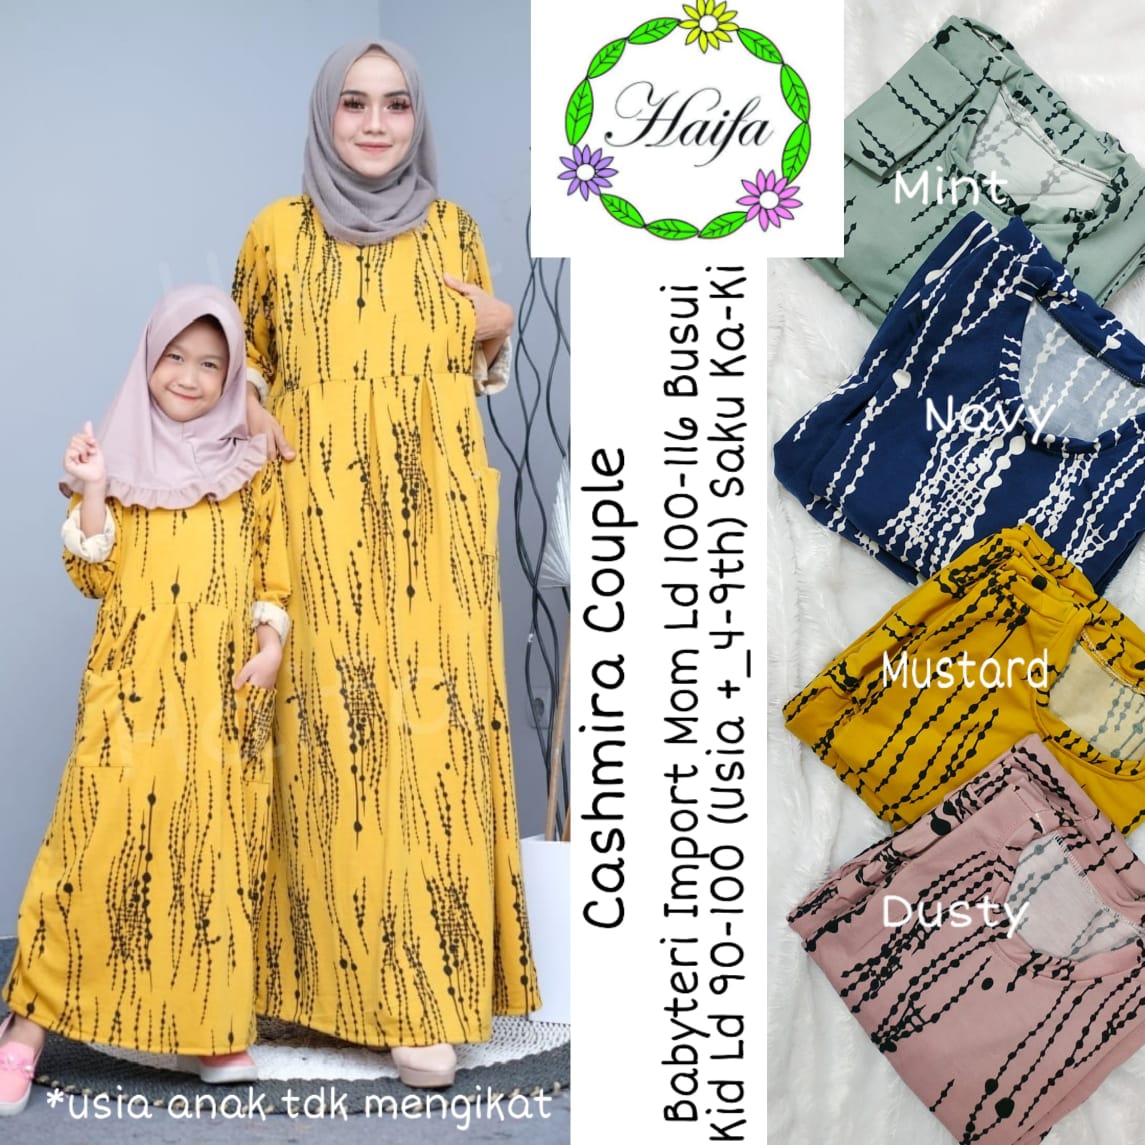 Haifa
Cashmira Couple
Babyteri Import Mom Ld 100-116 Busui
Kid Ld 90-100 (Usia +_4-9th) Saku Ka-Ki
Mint
Navy
Mustard
Dusty
*usia anak tdk mengikat